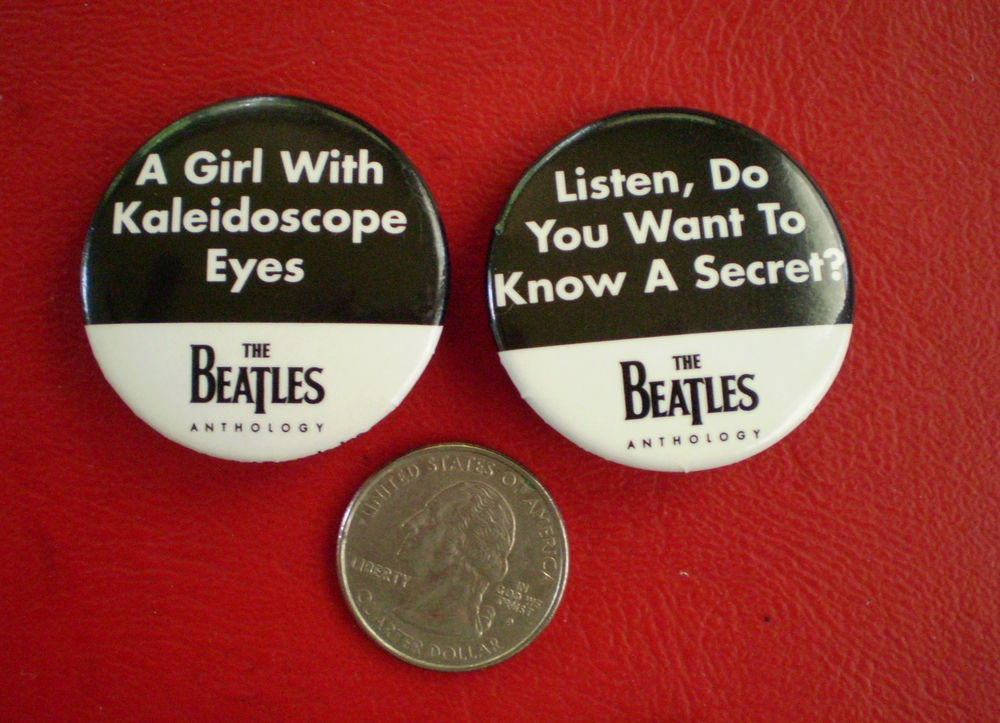 A Girl With
Kaleidoscope
Eyes
THE
BEATLES
ANTHOLOGY
Listen, Do
You Want To
Know A Secret?
THE
BEATLES
ANTHOLOGY
UNITED STATES OF AMERICA
LIBERTY
IN
GOD WE
TRUST
QUARTER DOLLAR